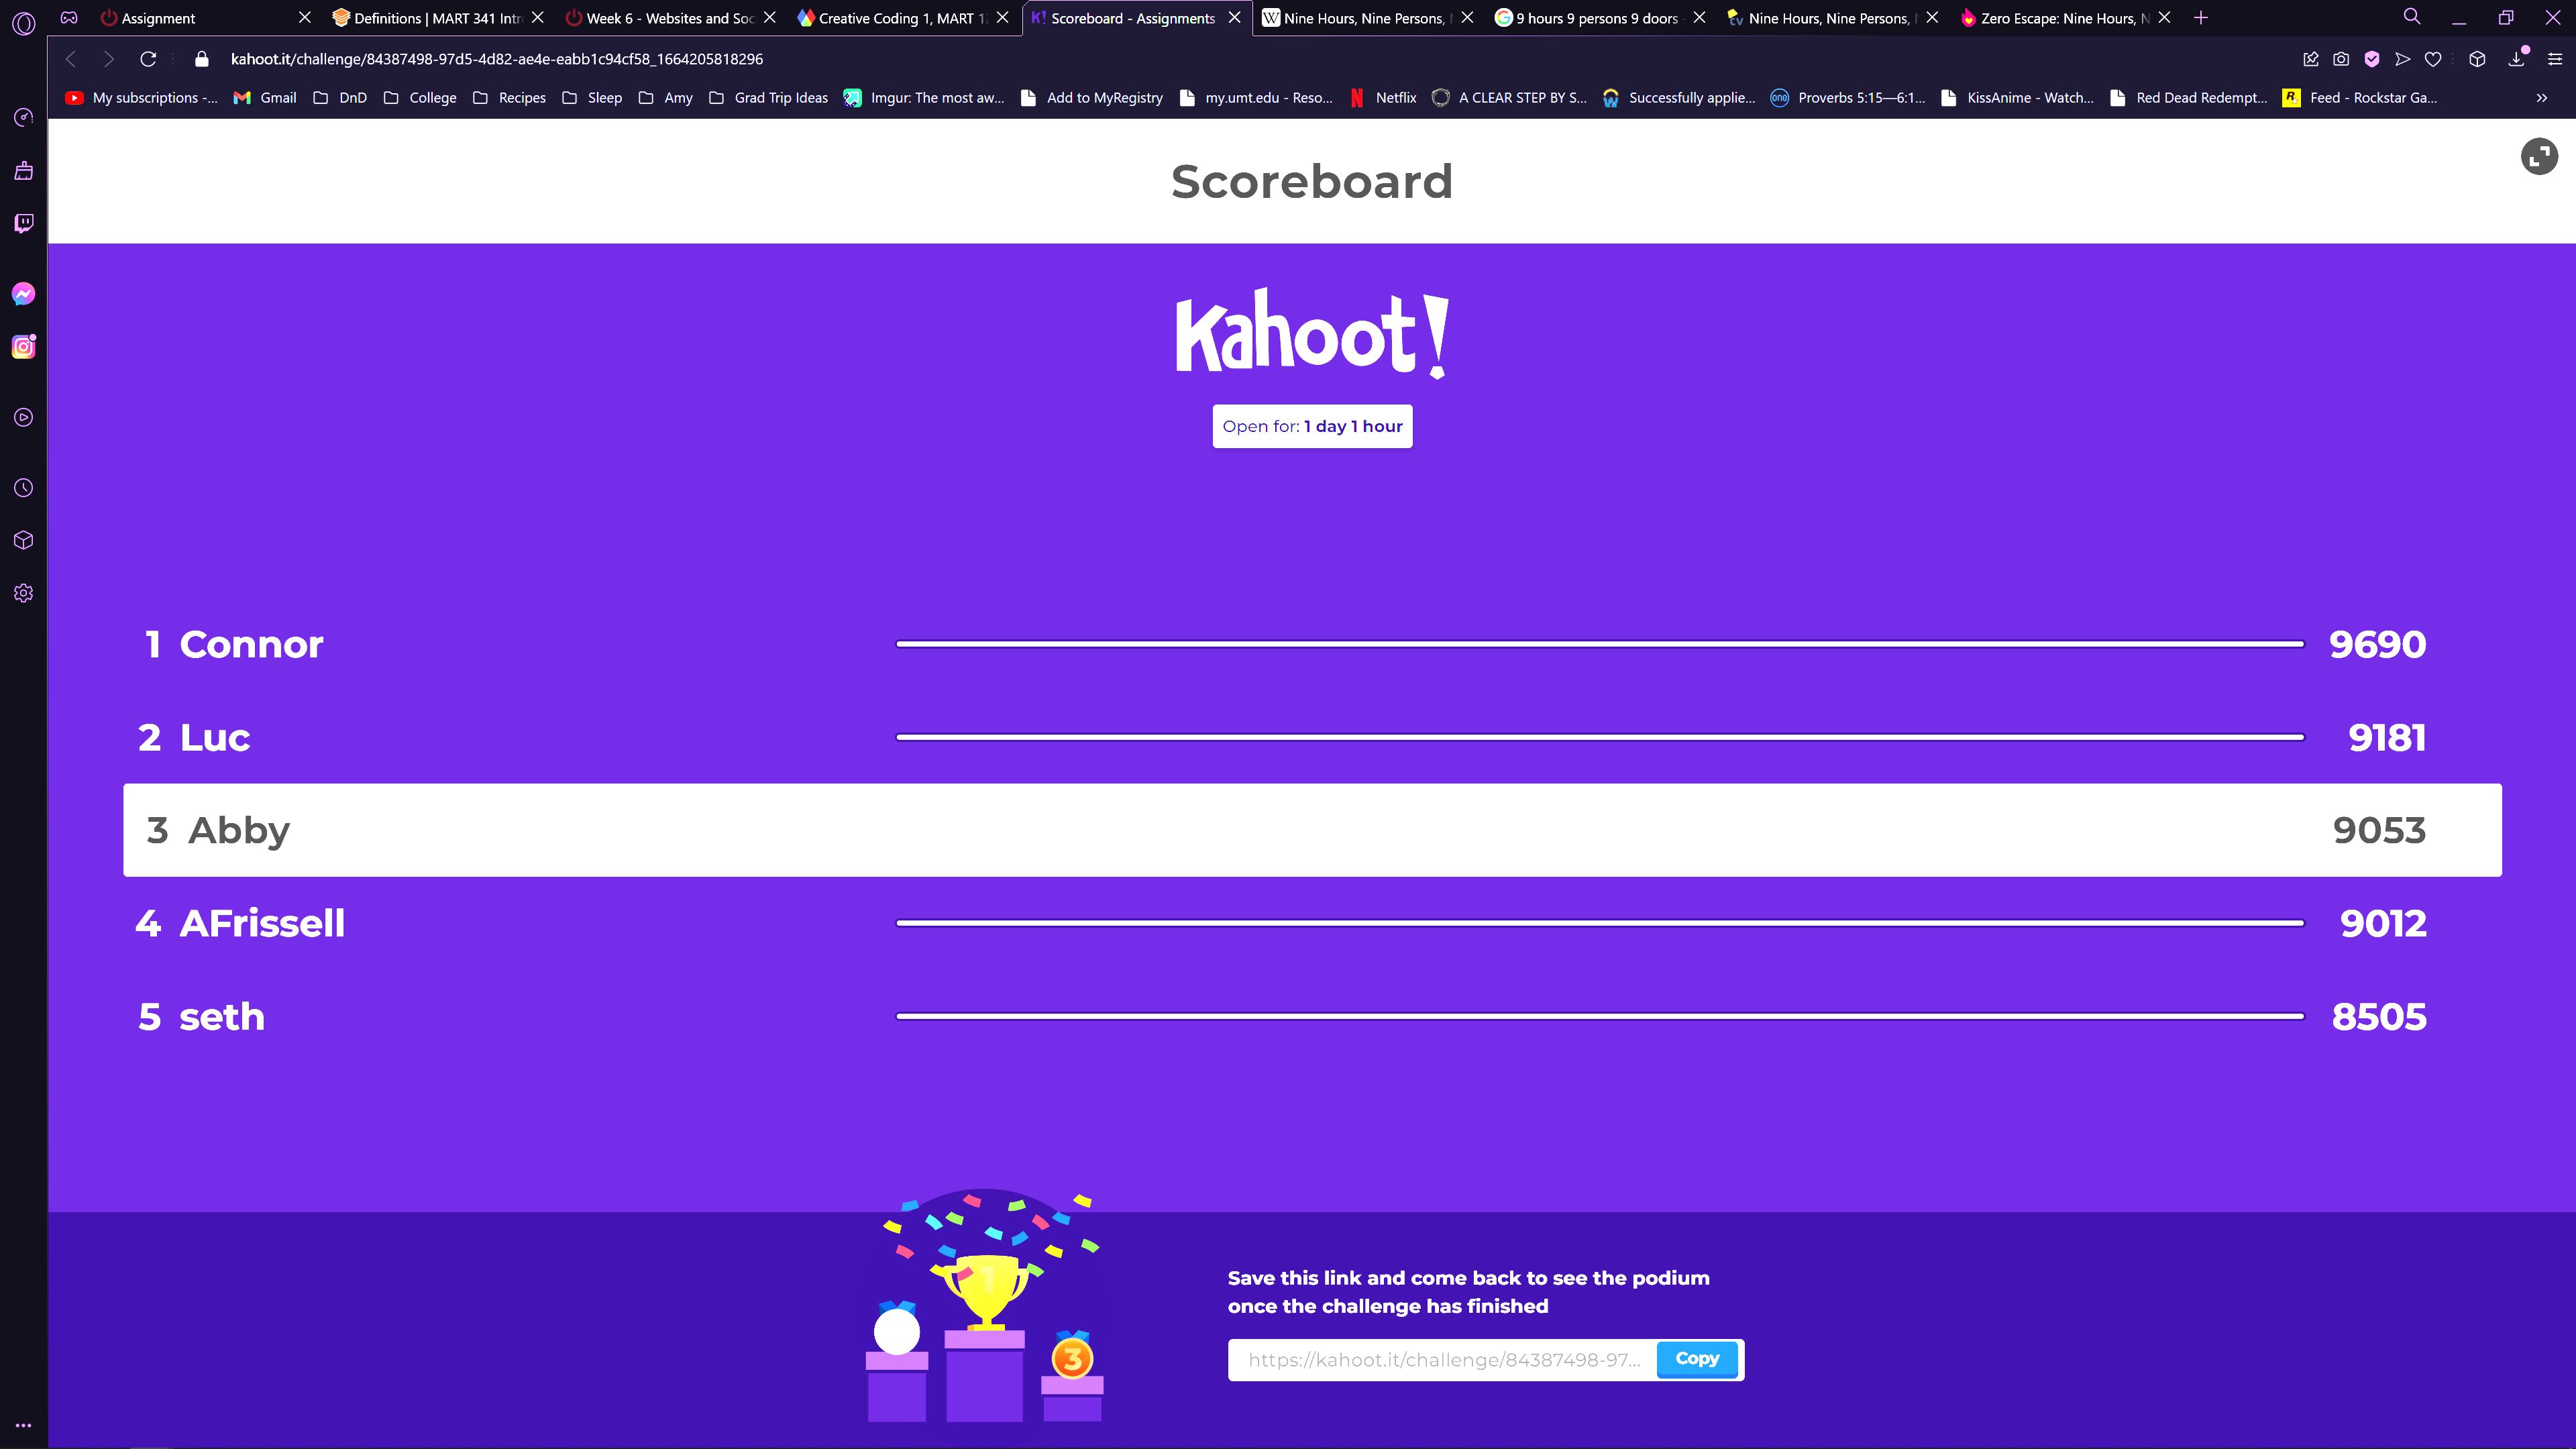 Assignment
Definitions | MART 341 Intr
Week 6 - Websites and Soc
Creative Coding 1, MART 1
Scoreboard - Assignments
Nine Hours, Nine Persons,
9 hours 9 persons 9 doors
Nine Hours, Nine Persons,
Zero Escape: Nine Hours, N
kahoot.it/challenge/84387498-97d5-4d82-ae4e-eabb1c94cf58_1664205818296
My subscriptions -...
Gmail
DnD
College
Recipes
Sleep
Amy
Grad Trip Ideas
Imgur: The most aw...
Add to MyRegistry
my.umt.edu - Reso...
Netflix
A CLEAR STEP BY S...
Successfully applie...
Proverbs 5:15—6:1...
KissAnime - Watch...
Red Dead Redempt...
Feed - Rockstar Ga...
Scoreboard
Kahoot!
Open for: 1 day 1 hour
1 Connor 9690
2 Luc 9181
3 Abby 9053
4 AFrissell 9012
5 seth 8505
1
3
Save this link and come back to see the podium
once the challenge has finished
https://kahoot.it/challenge/84387498-97...
Copy